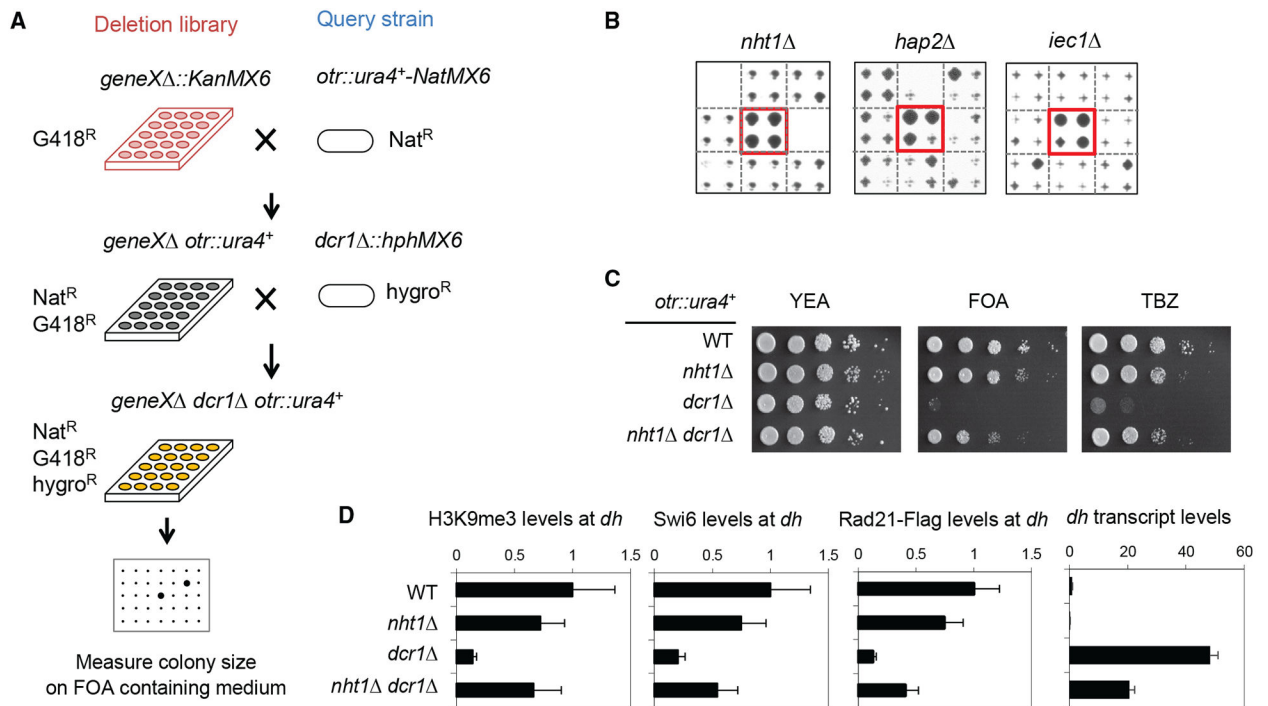 A
Deletion library
Query strain
geneXΔ::KanMX6
otr::ura4+-NatMX6
G418R
NatR
geneXΔ otr::ura4+
dcr1Δ::hphMX6
NatR
G418R
hygroR
geneXΔ dcr1Δ otr::ura4+
NatR
G418R
hygroR
Measure colony size
on FOA containing medium
B
nht1Δ
hap2Δ
iec1Δ
C
otr::ura4+
YEA
FOA
TBZ
WT
nht1Δ
dcr1Δ
nht1Δ dcr1Δ
D
H3K9me3 levels at dh
Swi6 levels at dh
Rad21-Flag levels at dh
dh transcript levels
0 0.5 1 1.5
0 0.5 1 1.5
0 0.5 1 1.5
0 20 40 60
WT
nht1Δ
dcr1Δ
nht1Δ dcr1Δ